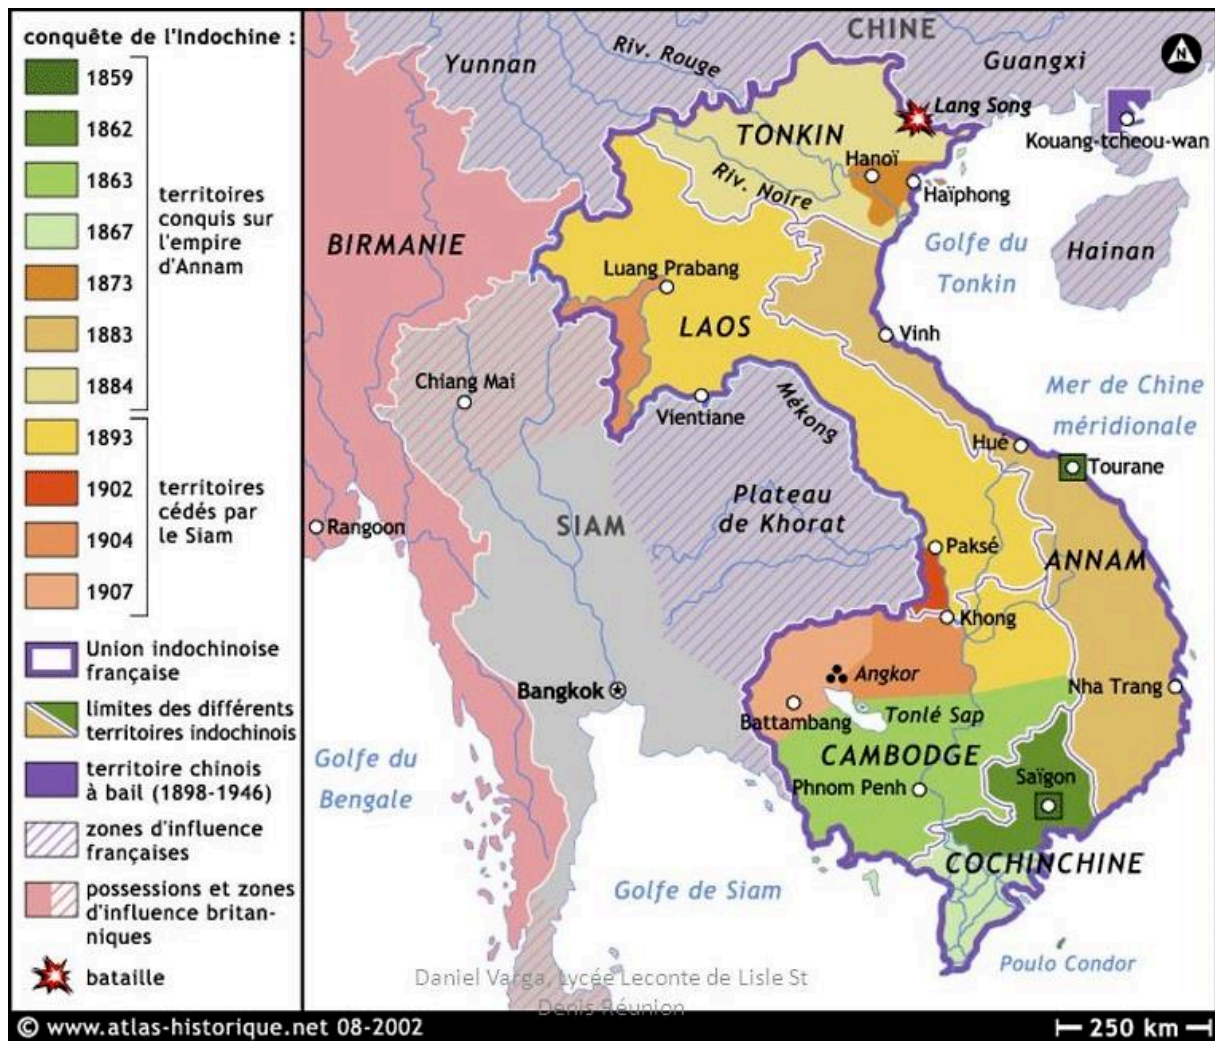 conquête de l'Indochine :
1859
1862
1863
1867
1873
1883
1884
territoires
conquis sur
l'empire
d'Annam
1893
1902
1904
1907
territoires
cédés par
le Siam
Union indochinoise
française
limites des différents
territoires indochinois
territoire chinois
à bail (1898-1946)
zones d'influence
françaises
possessions et zones
d'influence britan-
niques
bataille
CHINE
Yunnan
Riv. Rouge
Guangxi
N
Lang Song
Kouang-tcheou-wan
TONKIN
Hanoï
Riv. Noire
Haïphong
BIRMANIE
Golfe du
Tonkin
Hainan
Luang Prabang
LAOS
Vinh
Chiang Mai
Vientiane
Mékong
Mer de Chine
méridionale
Hué
Tourane
Rangoon
SIAM
Plateau
de Khorat
Paksé
ANNAM
Khong
Bangkok
Angkor
Nha Trang
Battambang
Tonlé Sap
CAMBODGE
Golfe du
Bengale
Phnom Penh
Saïgon
COCHINCHINE
Golfe de Siam
Poulo Condor
Daniel Varga, Lycée Leconte de Lisle St
Denis Réunion
© www.atlas-historique.net 08-2002
250 km